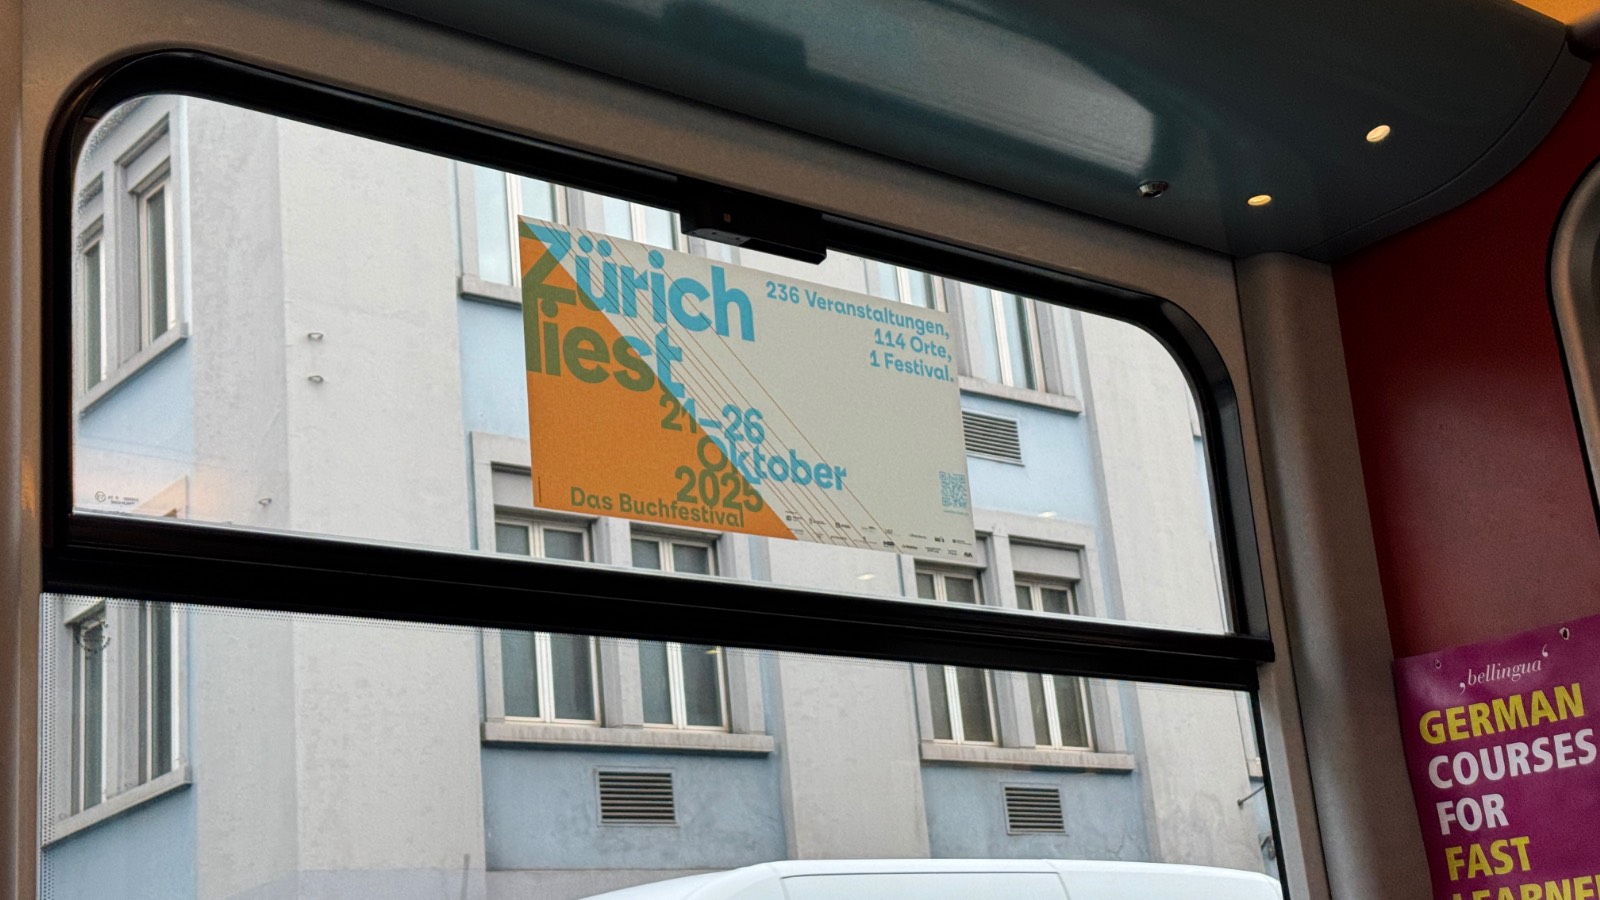 Zürich
liest
21–26
Oktober
2025
Das Buchfestival
236 Veranstaltungen,
114 Orte,
1 Festival.
‚bellingua‘
GERMAN
COURSES
FOR
FAST
LEARNE